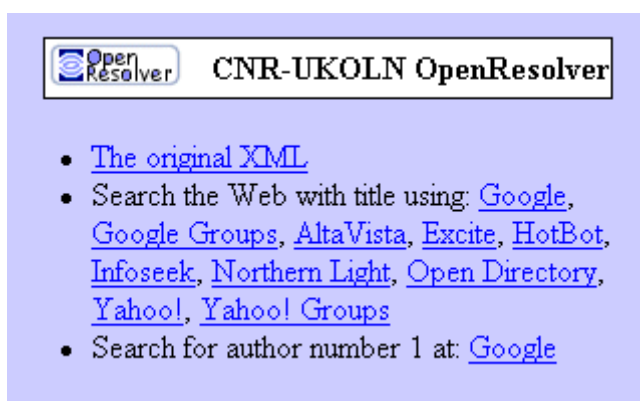 Open
Resolver
CNR-UKOLN OpenResolver
• The original XML
• Search the Web with title using: Google,
Google Groups, AltaVista, Excite, HotBot,
Infoseek, Northern Light, Open Directory,
Yahoo!, Yahoo! Groups
• Search for author number 1 at: Google